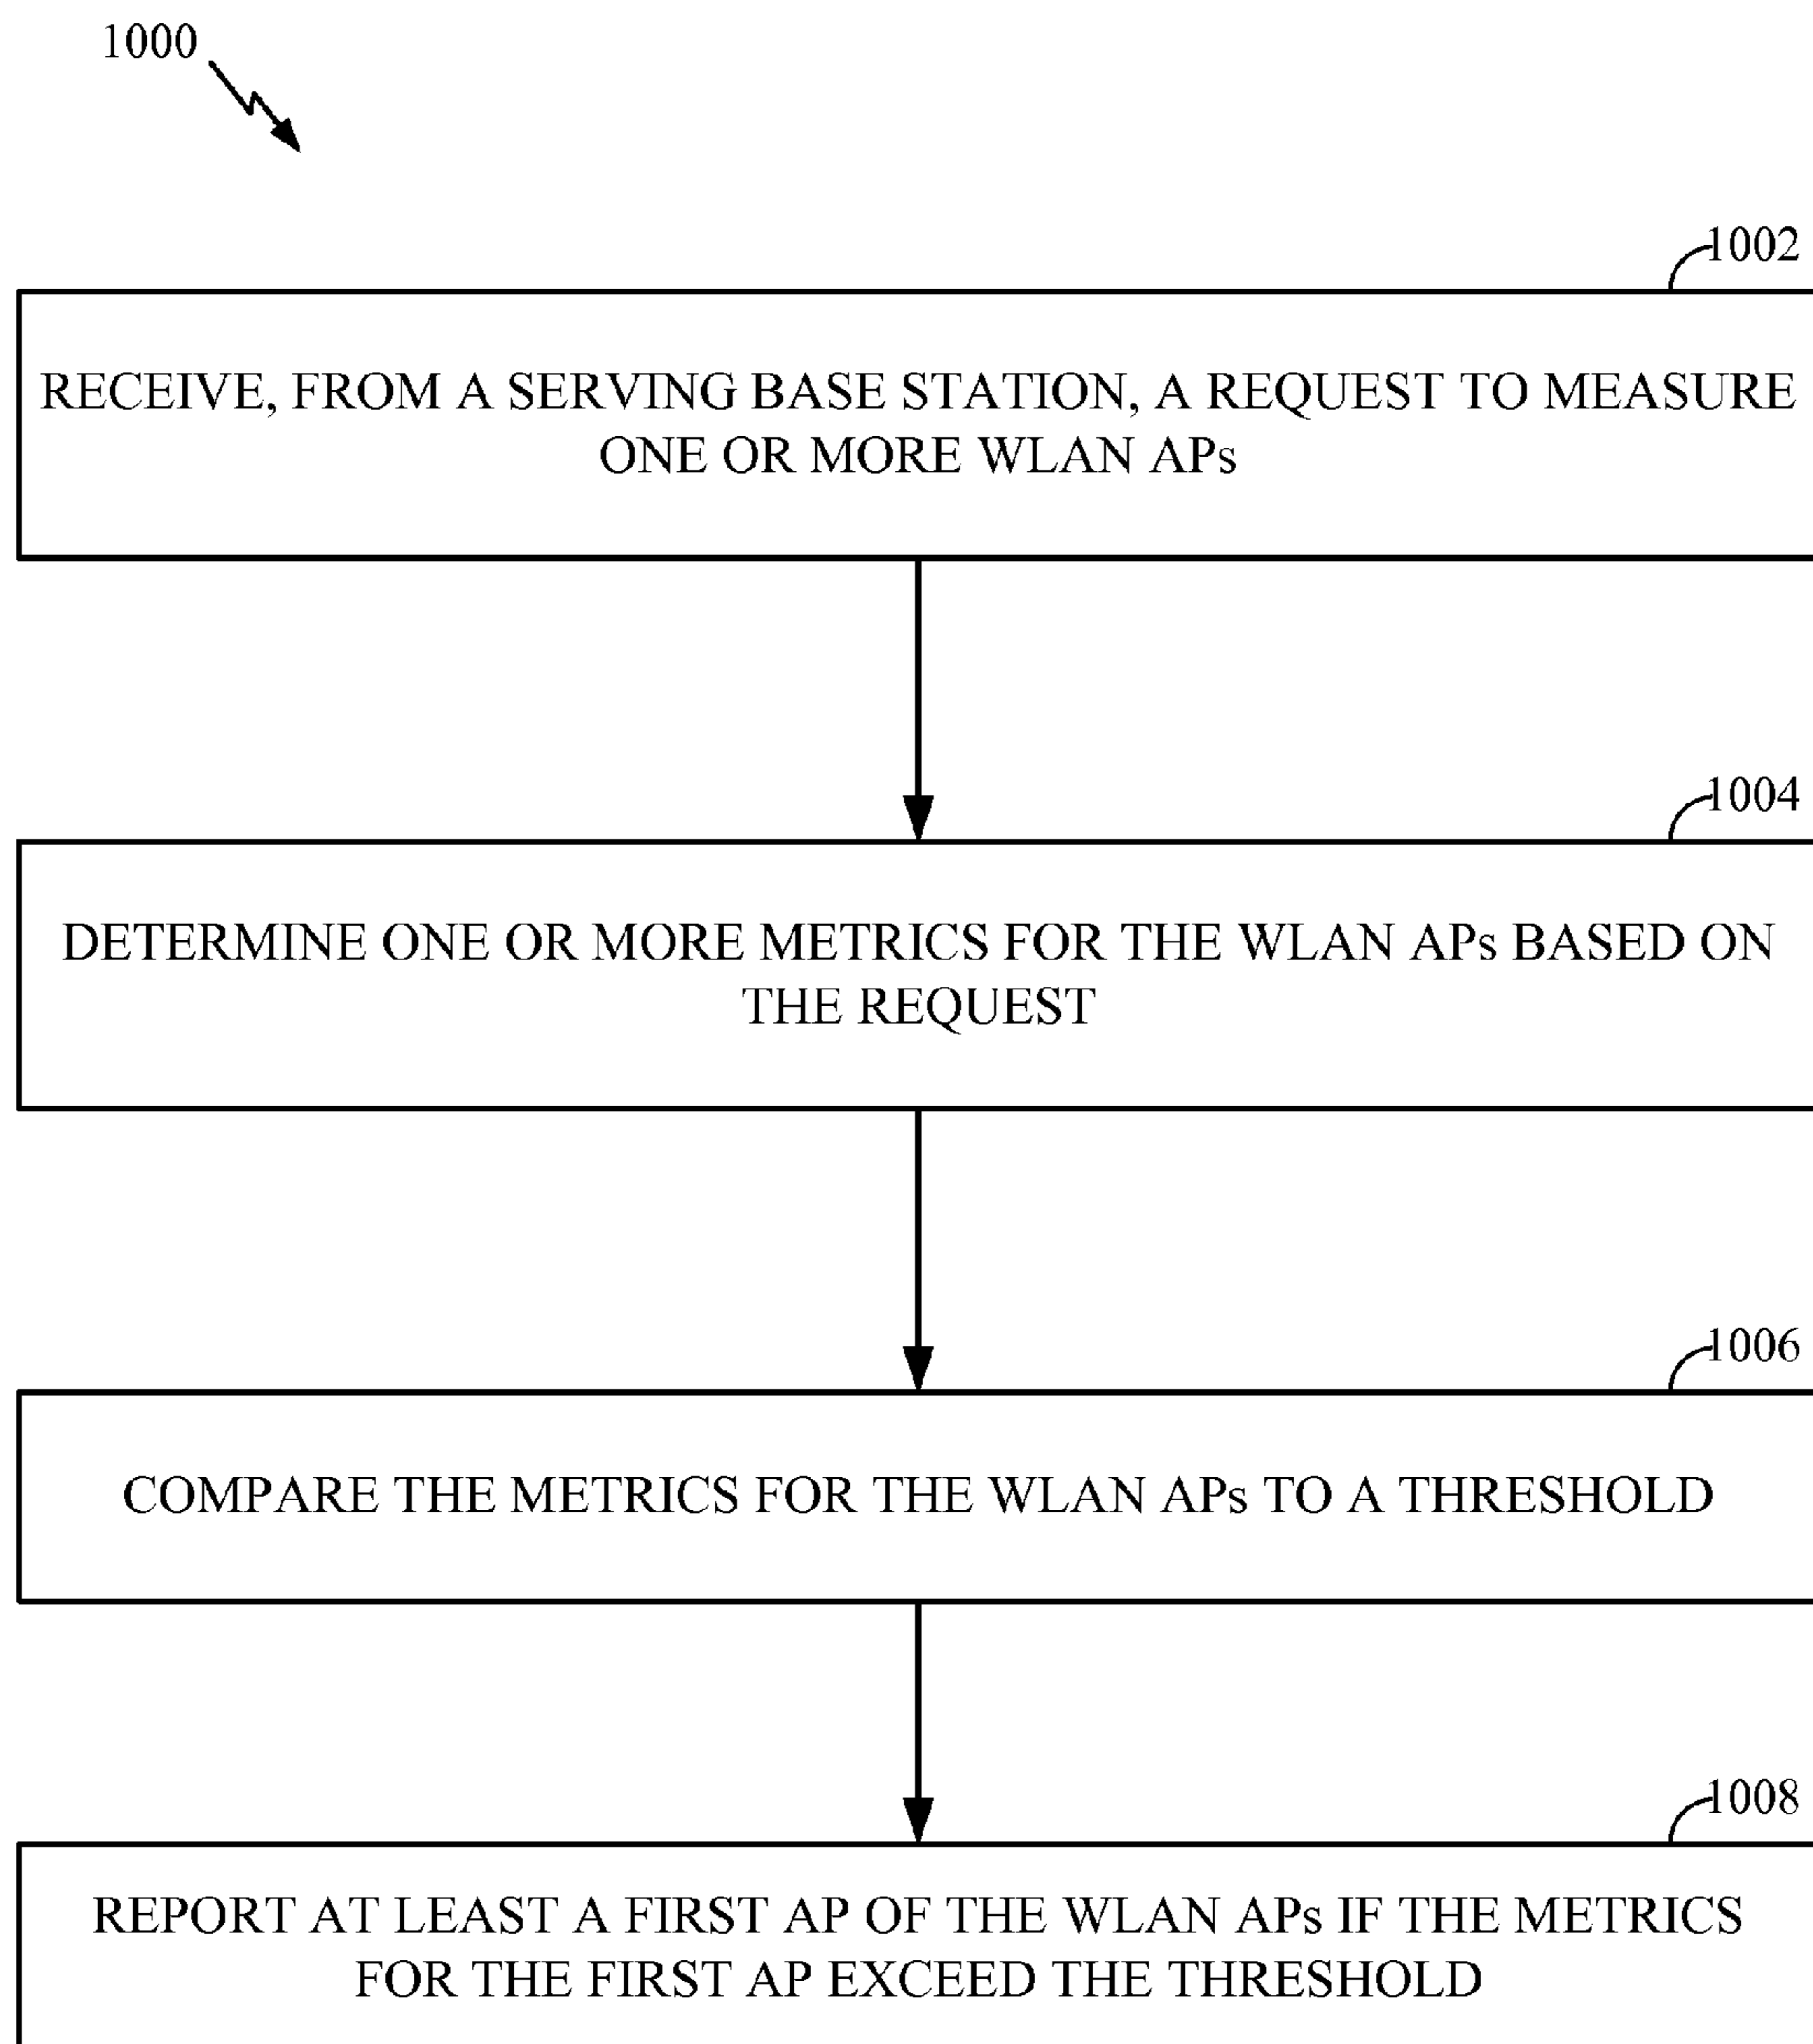 1000
1002
RECEIVE, FROM A SERVING BASE STATION, A REQUEST TO MEASURE
ONE OR MORE WLAN APs
1004
DETERMINE ONE OR MORE METRICS FOR THE WLAN APs BASED ON
THE REQUEST
1006
COMPARE THE METRICS FOR THE WLAN APs TO A THRESHOLD
1008
REPORT AT LEAST A FIRST AP OF THE WLAN APs IF THE METRICS
FOR THE FIRST AP EXCEED THE THRESHOLD